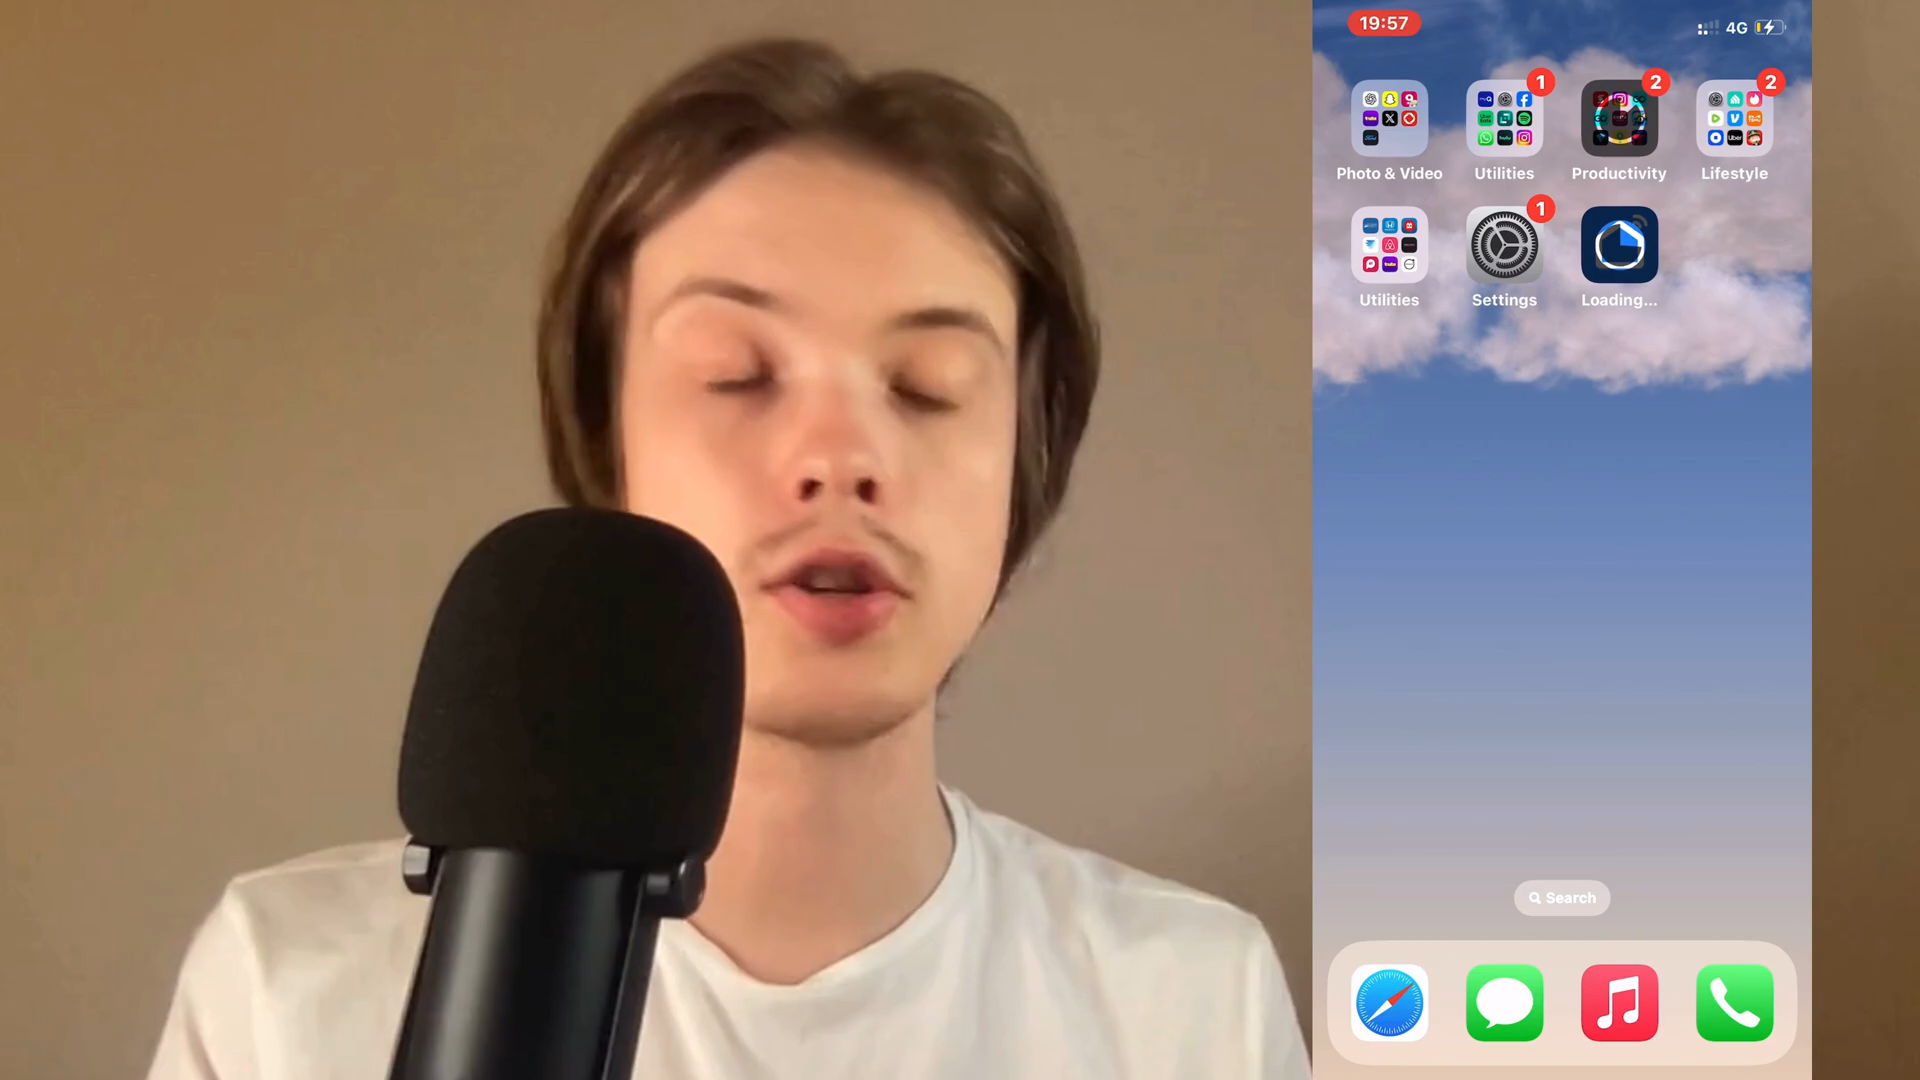 19:57 4G
1 2 2
Photo & Video Utilities Productivity Lifestyle
1
Utilities Settings Loading...
Search